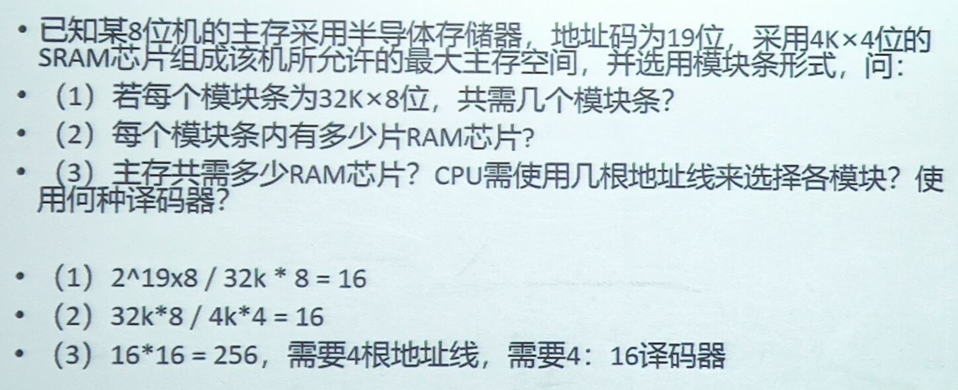 • 已知某8位机的主存采用半导体存储器，地址码为19位，采用4K×4位的
SRAM芯片组成该机所允许的最大主存空间，并选用模块条形式，问：
• （1）若每个模块条为32K×8位，共需几个模块条？
• （2）每个模块条内有多少片RAM芯片?
• （3）主存共需多少RAM芯片？CPU需使用几根地址线来选择各模块？使
用何种译码器？
• （1）2^19x8 / 32k * 8 = 16
• （2）32k*8 / 4k*4 = 16
• （3）16*16 = 256，需要4根地址线，需要4：16译码器